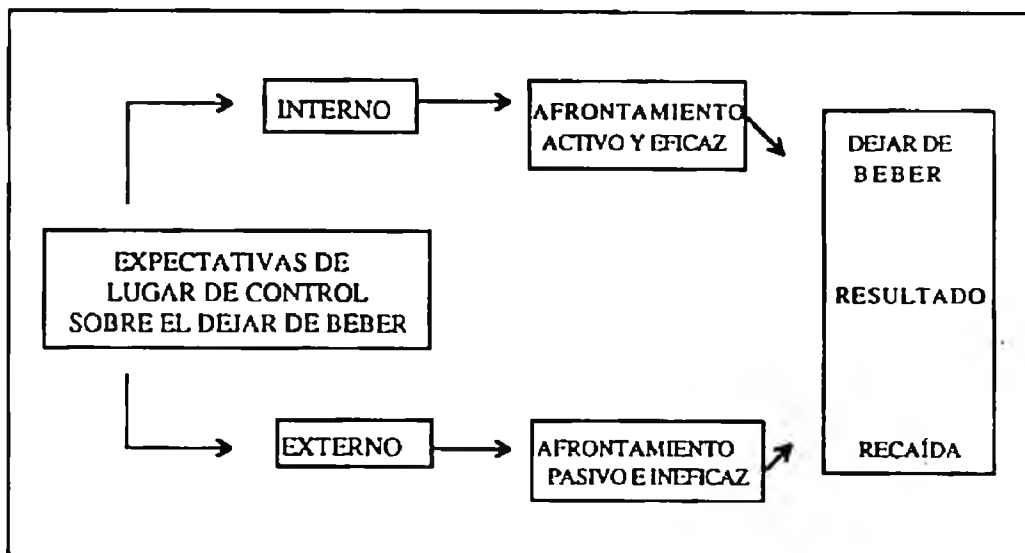 INTERNO
AFRONTAMIENTO
ACTIVO Y EFICAZ
DEJAR DE
BEBER
EXPECTATIVAS DE
LUGAR DE CONTROL
SOBRE EL DEJAR DE BEBER
RESULTADO
EXTERNO
AFRONTAMIENTO
PASIVO E INEFICAZ
RECAÍDA